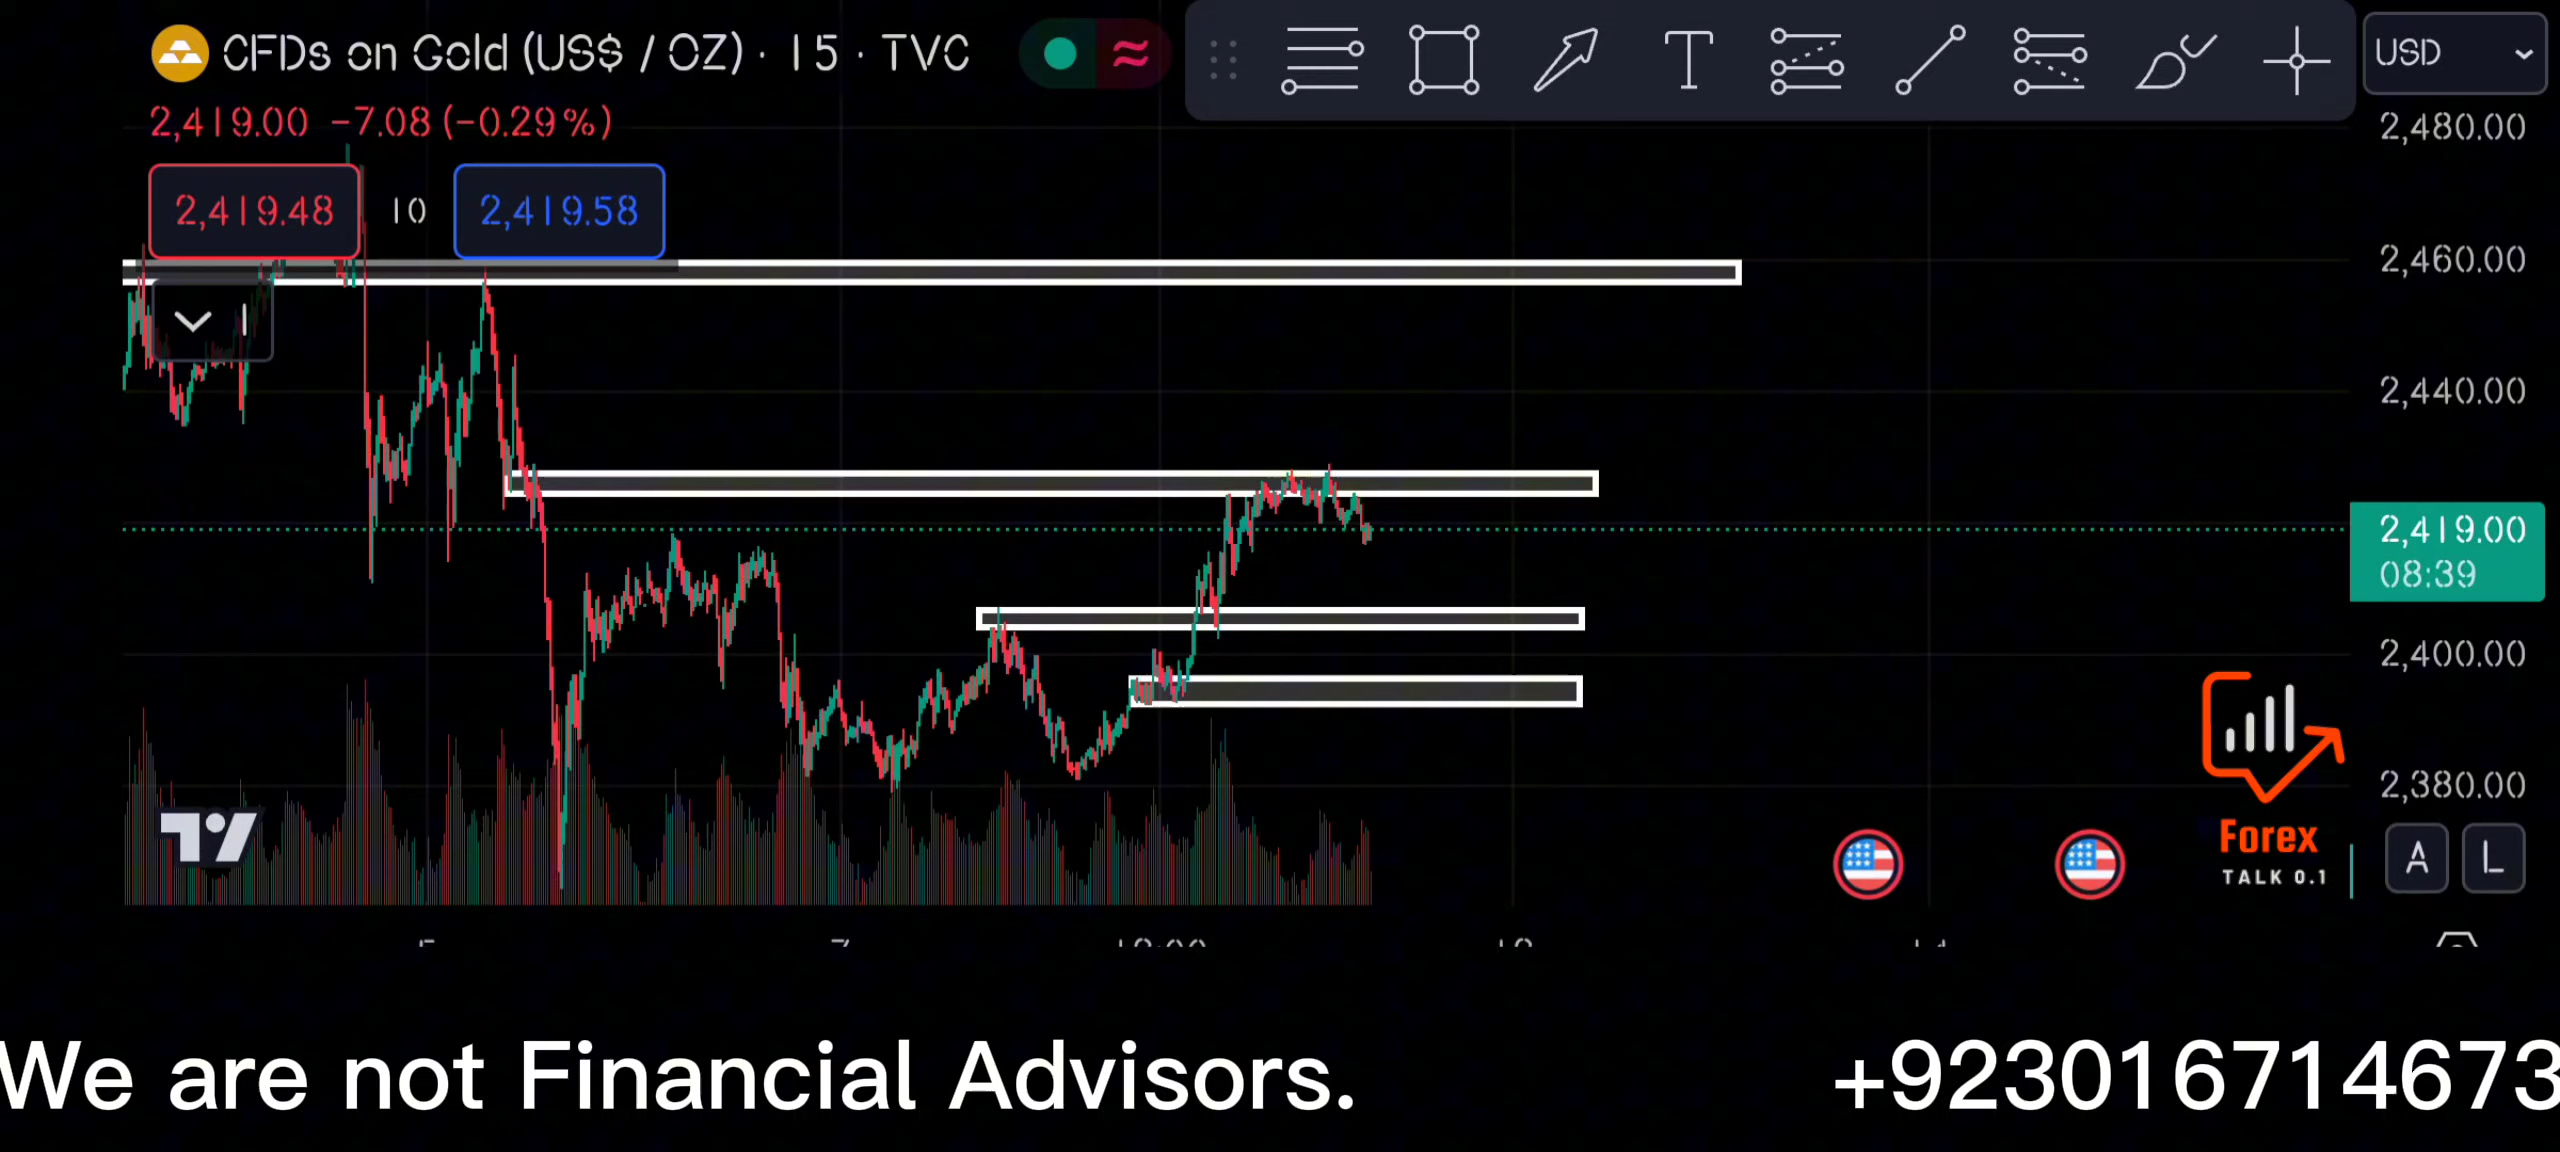 CFDs on Gold (US$ / OZ) · 15 · TVC
USD
2,419.00 −7.08 (−0.29%)
2,419.48 10 2,419.58
1
2,480.00
2,460.00
2,440.00
2,419.00
08:39
2,400.00
2,380.00
Forex
TALK 0.1
A L
We are not Financial Advisors.
+923016714673